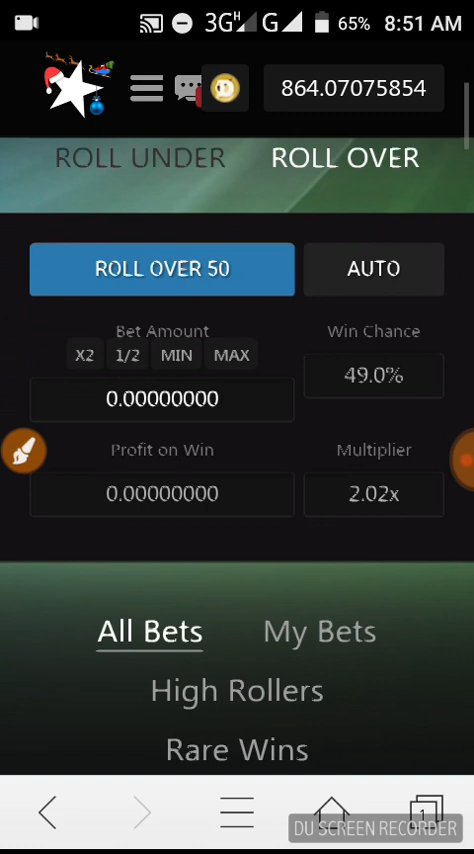 3G H G 65% 8:51 AM
864.07075854
ROLL UNDER ROLL OVER
ROLL OVER 50 AUTO
Bet Amount Win Chance
X2 1/2 MIN MAX
49.0%
0.00000000
Profit on Win Multiplier
0.00000000 2.02x
All Bets My Bets
High Rollers
Rare Wins
1
DU SCREEN RECORDER